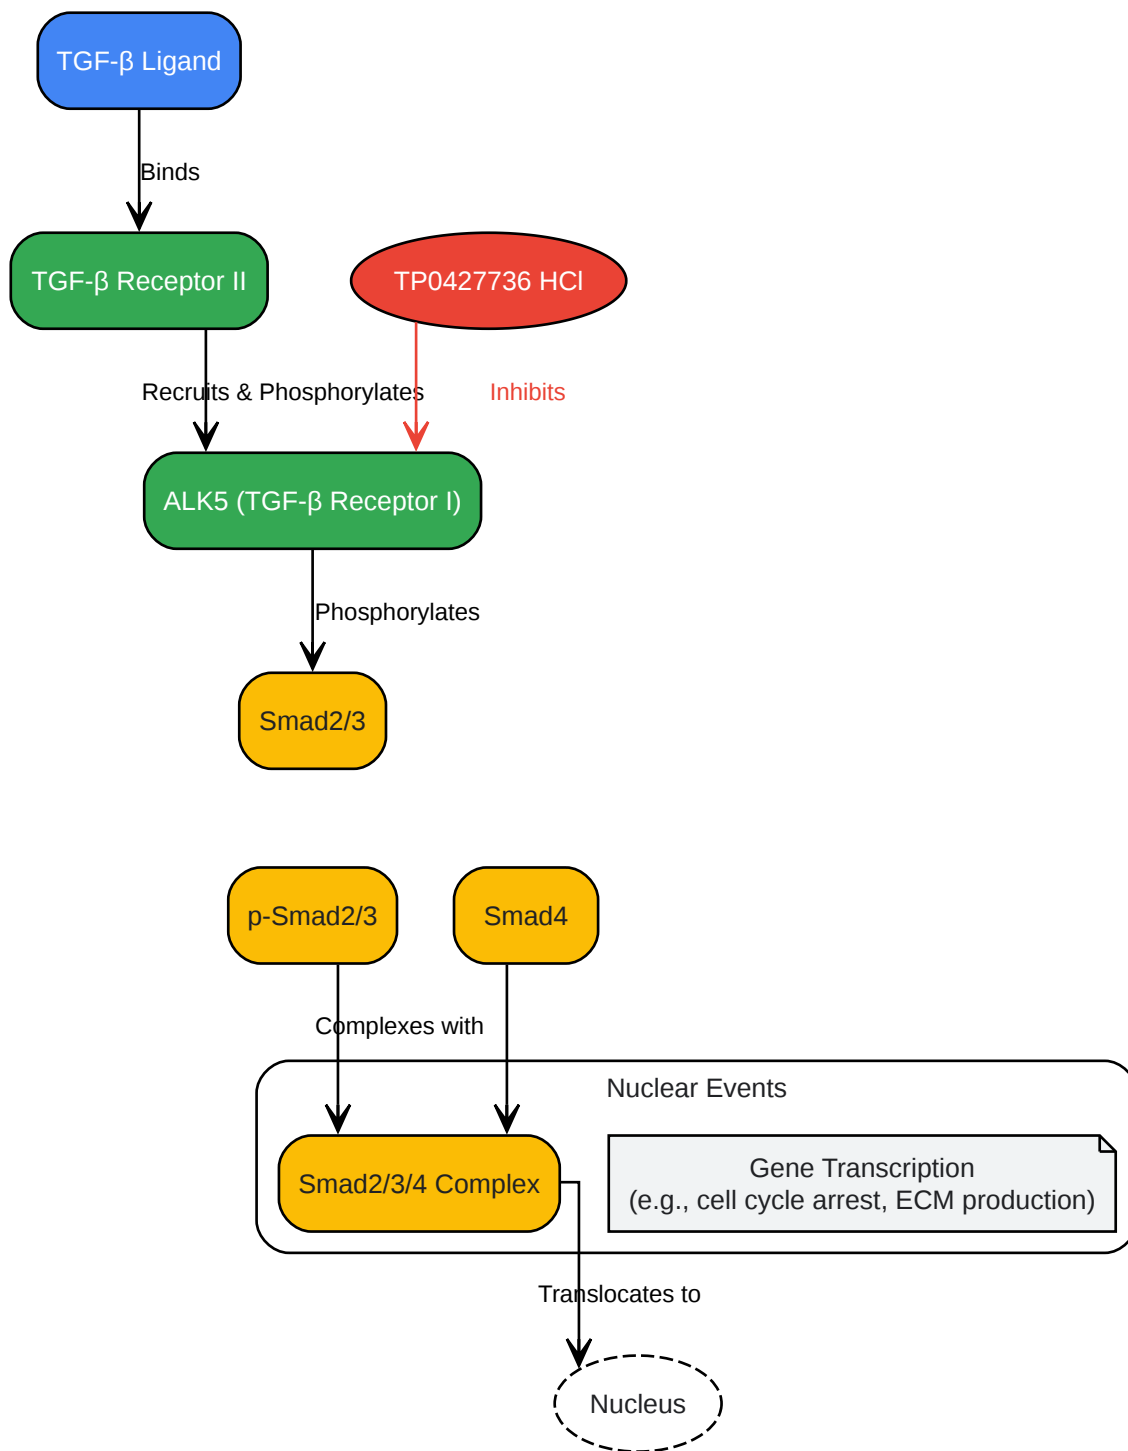 TGF-β Ligand
Binds
TGF-β Receptor II
TP0427736 HCl
Recruits & Phosphorylates
Inhibits
ALK5 (TGF-β Receptor I)
Phosphorylates
Smad2/3
p-Smad2/3
Smad4
Complexes with
Nuclear Events
Smad2/3/4 Complex
Gene Transcription
(e.g., cell cycle arrest, ECM production)
Translocates to
Nucleus